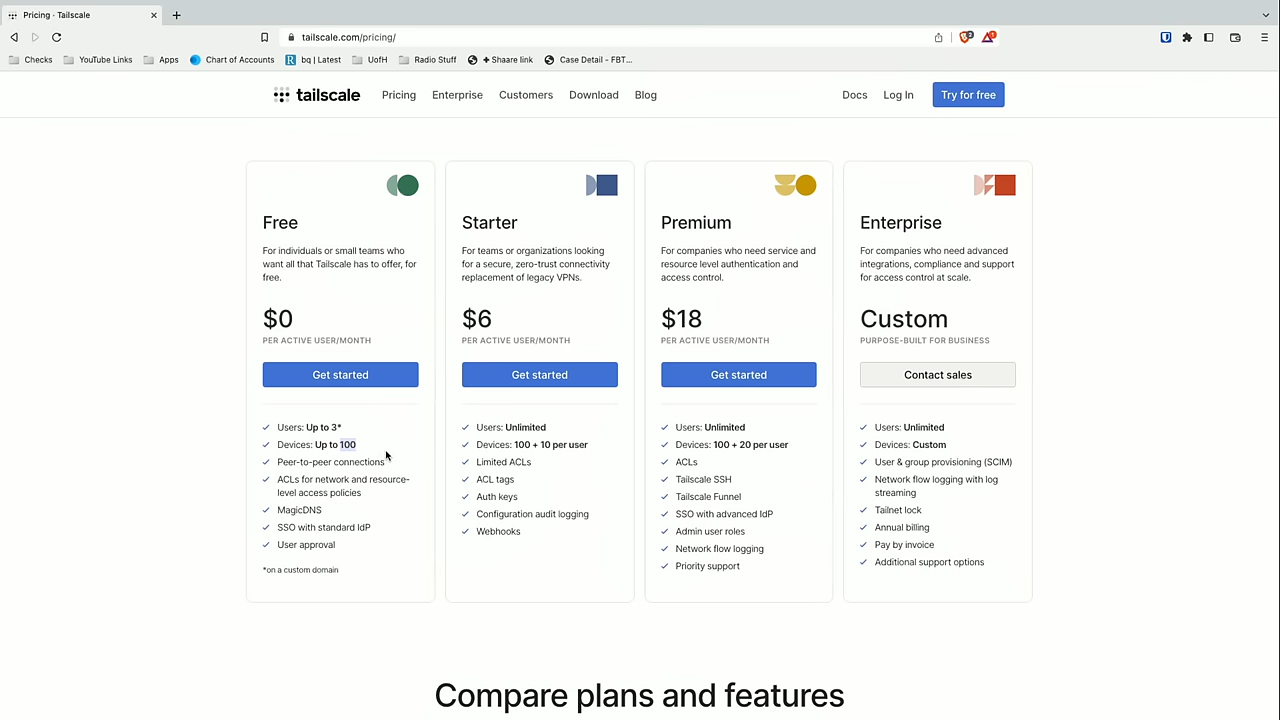 Pricing · Tailscale
tailscale.com/pricing/
2
1
Checks
YouTube Links
Apps
Chart of Accounts
R
bq | Latest
UofH
Radio Stuff
✚ Shaare link
Case Detail - FBT...
tailscale
Pricing
Enterprise
Customers
Download
Blog
Docs
Log In
Try for free
Free
For individuals or small teams who
want all that Tailscale has to offer, for
free.
$0
PER ACTIVE USER/MONTH
Get started
Users: Up to 3*
Devices: Up to 100
Peer-to-peer connections
ACLs for network and resource-
level access policies
MagicDNS
SSO with standard IdP
User approval
*on a custom domain
Starter
For teams or organizations looking
for a secure, zero-trust connectivity
replacement of legacy VPNs.
$6
PER ACTIVE USER/MONTH
Get started
Users: Unlimited
Devices: 100 + 10 per user
Limited ACLs
ACL tags
Auth keys
Configuration audit logging
Webhooks
Premium
For companies who need service and
resource level authentication and
access control.
$18
PER ACTIVE USER/MONTH
Get started
Users: Unlimited
Devices: 100 + 20 per user
ACLs
Tailscale SSH
Tailscale Funnel
SSO with advanced IdP
Admin user roles
Network flow logging
Priority support
Enterprise
For companies who need advanced
integrations, compliance and support
for access control at scale.
Custom
PURPOSE-BUILT FOR BUSINESS
Contact sales
Users: Unlimited
Devices: Custom
User & group provisioning (SCIM)
Network flow logging with log
streaming
Tailnet lock
Annual billing
Pay by invoice
Additional support options
Compare plans and features